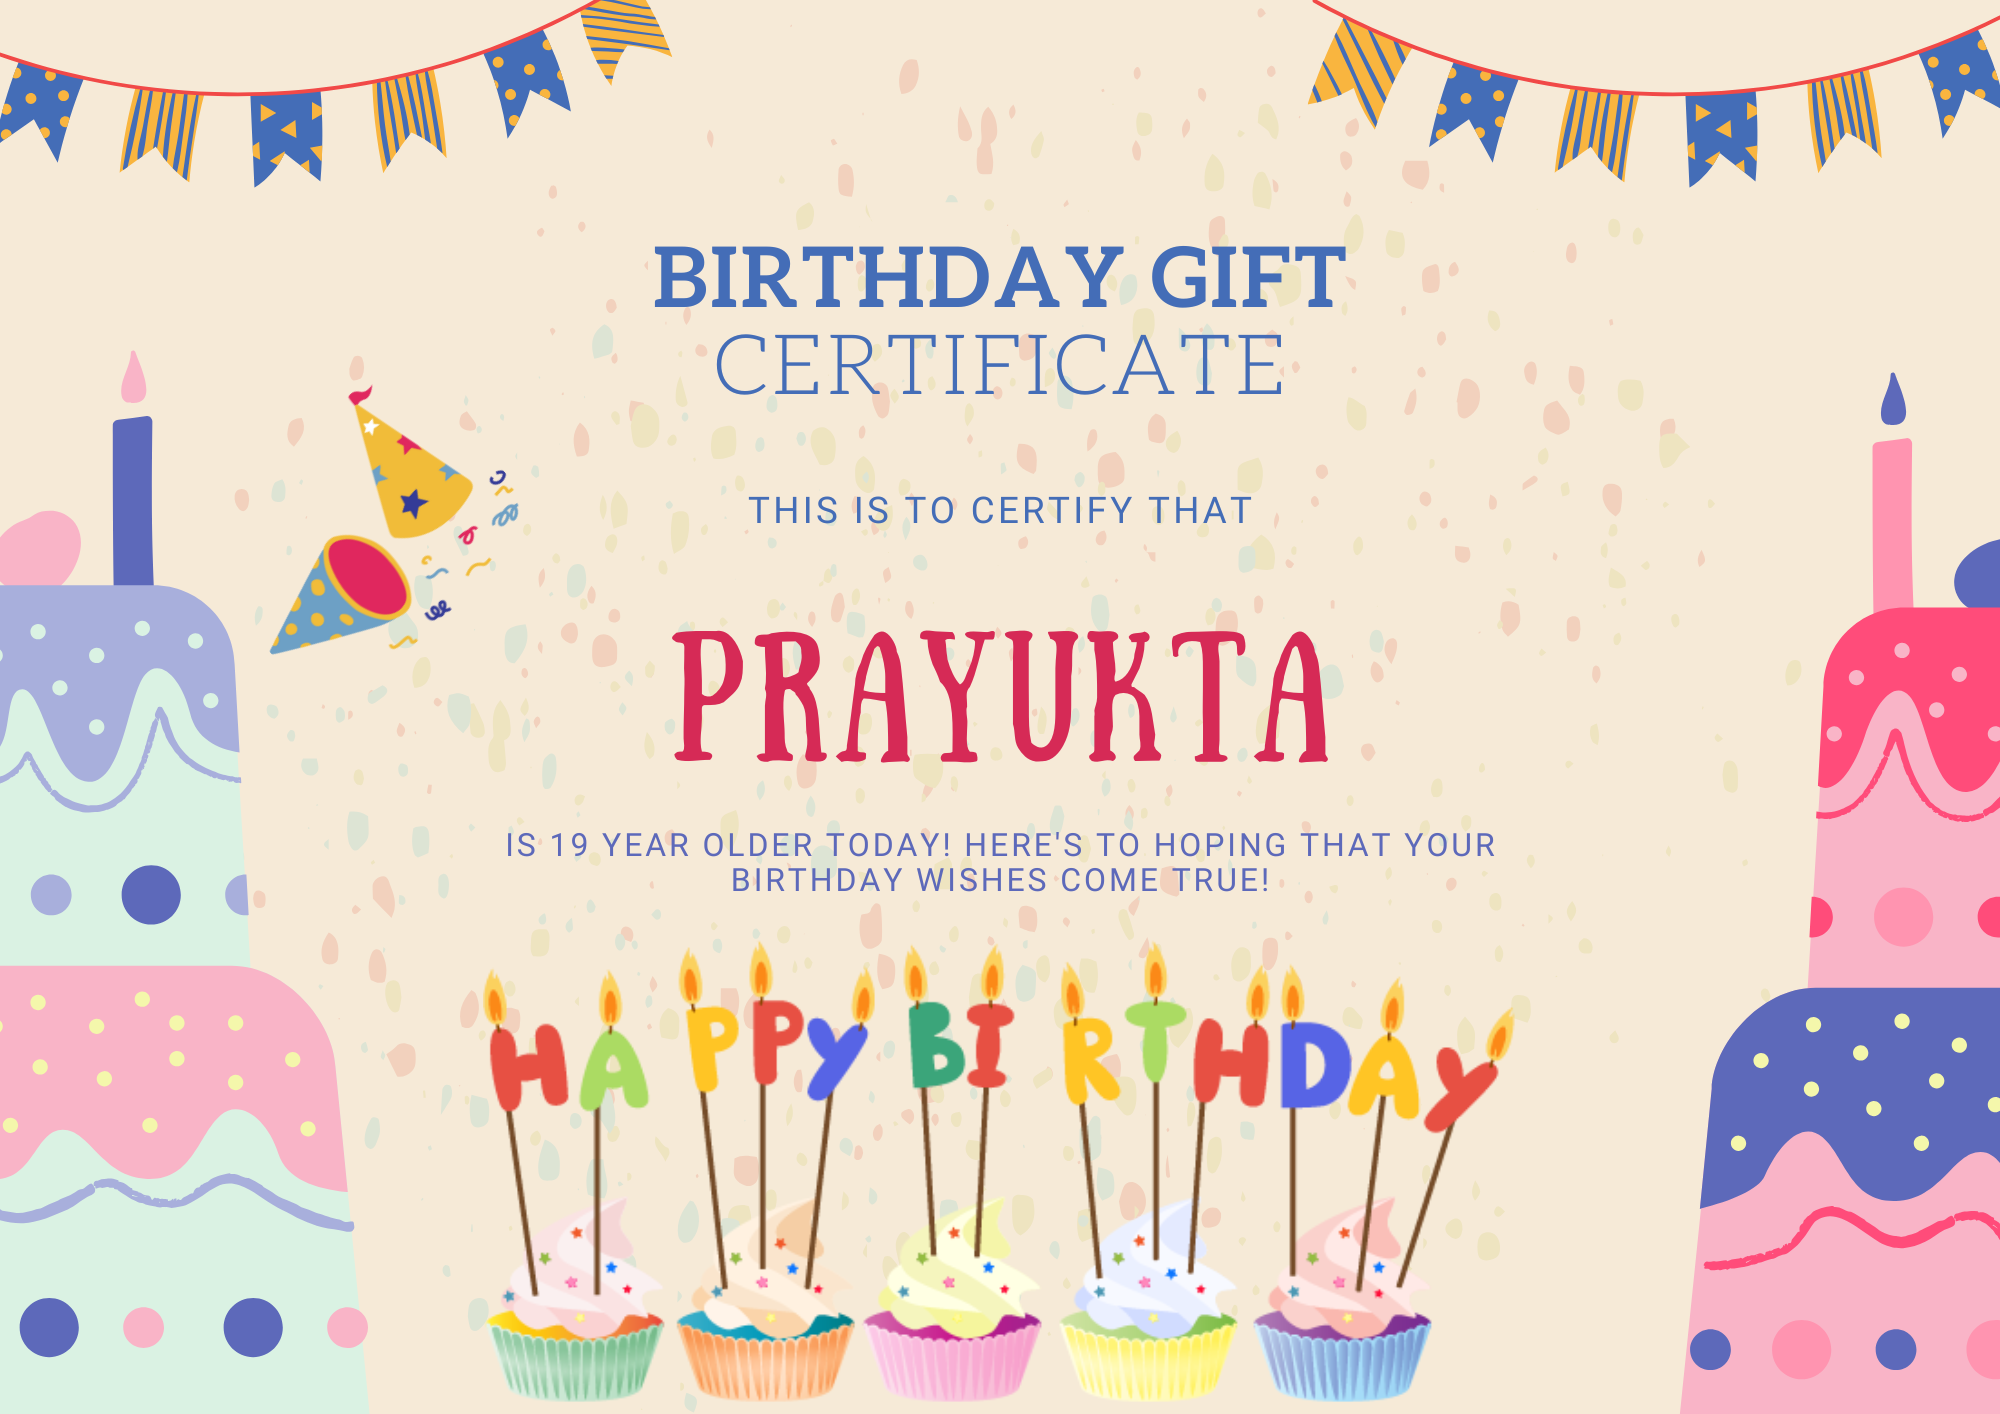 BIRTHDAY GIFT
CERTIFICATE
THIS IS TO CERTIFY THAT
PRAYUKTA
IS 19 YEAR OLDER TODAY! HERE'S TO HOPING THAT YOUR
BIRTHDAY WISHES COME TRUE!
HAPPY BIRTHDAY